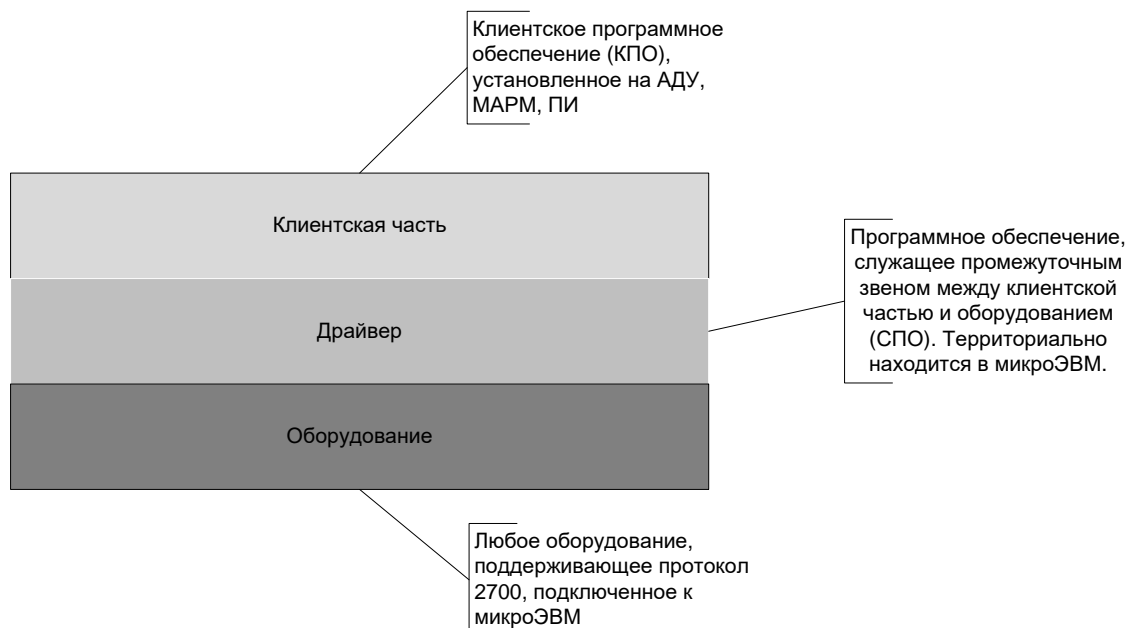 Клиентское программное
обеспечение (КПО),
установленное на АДУ,
МАРМ, ПИ
Клиентская часть
Программное обеспечение,
служащее промежуточным
звеном между клиентской
частью и оборудованием
(СПО). Территориально
находится в микроЭВМ.
Драйвер
Оборудование
Любое оборудование,
поддерживающее протокол
2700, подключенное к
микроЭВМ